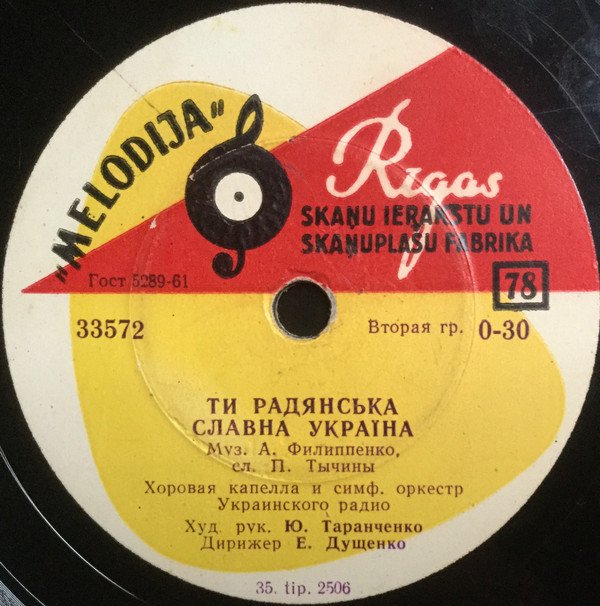 "MELODIJA"
Rīgas
SKAŅU IERAKSTU UN
SKAŅUPLAŠU FABRIKA
Гост 5289-61
78
33572
Вторая гр. 0-30
ТИ РАДЯНСЬКА
СЛАВНА УКРАЇНА
Муз. А. Филиппенко,
сл. П. Тычины
Хоровая капелла и симф. оркестр
Украинского радио
Худ. рук. Ю. Таранченко
Дирижер Е. Дущенко
35. tip. 2506